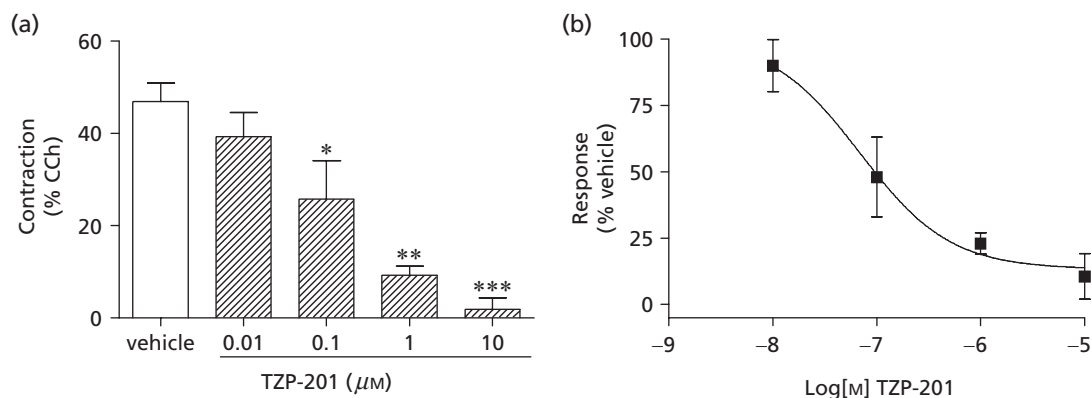 (a)
60
40
20
0
Contraction
(% CCh)
*
**
***
vehicle 0.01 0.1 1 10
TZP-201 (μM)
(b)
100
75
50
25
0
Response
(% vehicle)
–9 –8 –7 –6 –5
Log[M] TZP-201